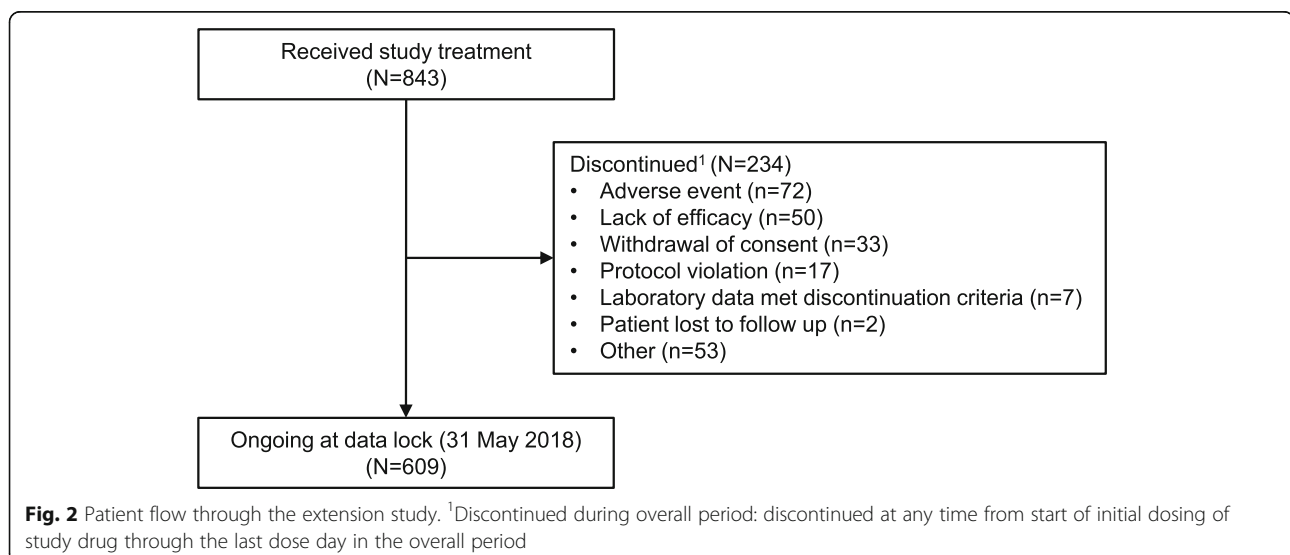 Received study treatment
(N=843)
Discontinued¹ (N=234)
• Adverse event (n=72)
• Lack of efficacy (n=50)
• Withdrawal of consent (n=33)
• Protocol violation (n=17)
• Laboratory data met discontinuation criteria (n=7)
• Patient lost to follow up (n=2)
• Other (n=53)
Ongoing at data lock (31 May 2018)
(N=609)
Fig. 2 Patient flow through the extension study. ¹Discontinued during overall period: discontinued at any time from start of initial dosing of
study drug through the last dose day in the overall period